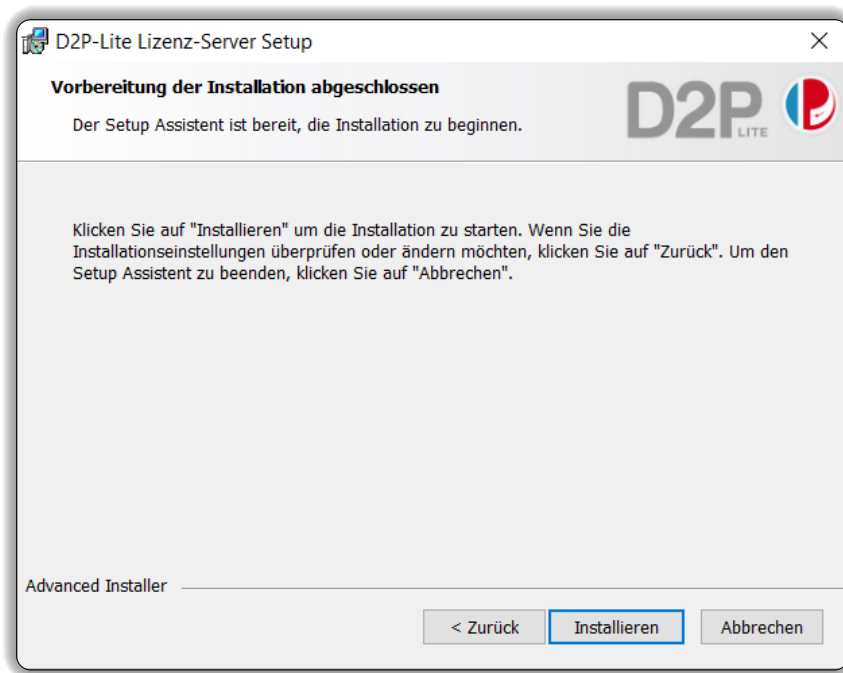 D2P-Lite Lizenz-Server Setup
Vorbereitung der Installation abgeschlossen
Der Setup Assistent ist bereit, die Installation zu beginnen.
D2P LITE
Klicken Sie auf "Installieren" um die Installation zu starten. Wenn Sie die
Installationseinstellungen überprüfen oder ändern möchten, klicken Sie auf "Zurück". Um den
Setup Assistent zu beenden, klicken Sie auf "Abbrechen".
Advanced Installer
< Zurück Installieren Abbrechen